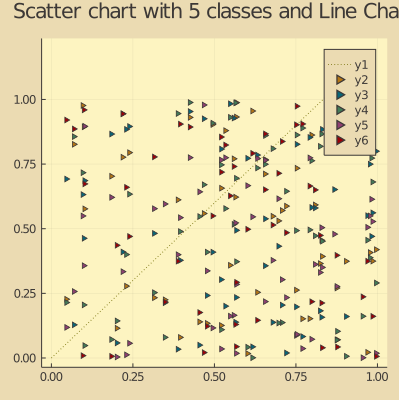 Scatter chart with 5 classes and Line Cha
y1
y2
y3
y4
y5
y6
1.00
0.75
0.50
0.25
0.00
0.00 0.25 0.50 0.75 1.00